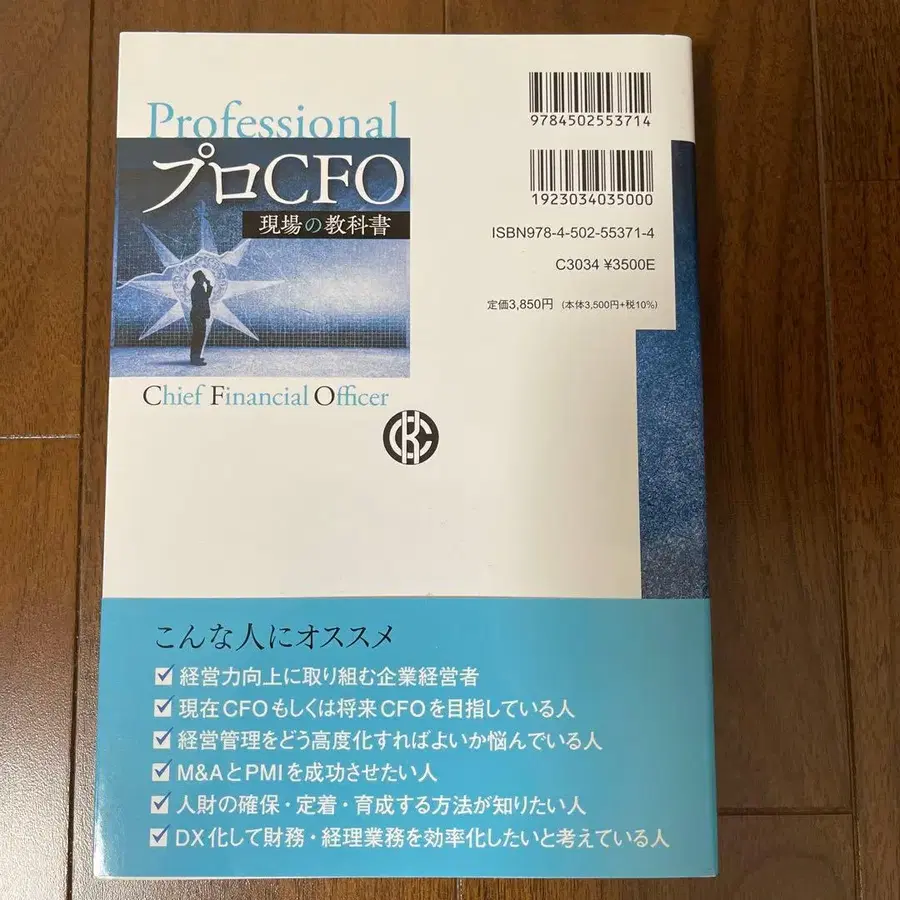 Professional
プロCFO
現場の教科書
Chief Financial Officer
9784502553714
1923034035000
ISBN978-4-502-55371-4
C3034 ¥3500E
定価3,850円 (本体3,500円+税10%)
こんな人にオススメ
経営力向上に取り組む企業経営者
現在CFOもしくは将来CFOを目指している人
経営管理をどう高度化すればよいか悩んでいる人
M&AとPMIを成功させたい人
人財の確保・定着・育成する方法が知りたい人
DX化して財務・経理業務を効率化したいと考えている人